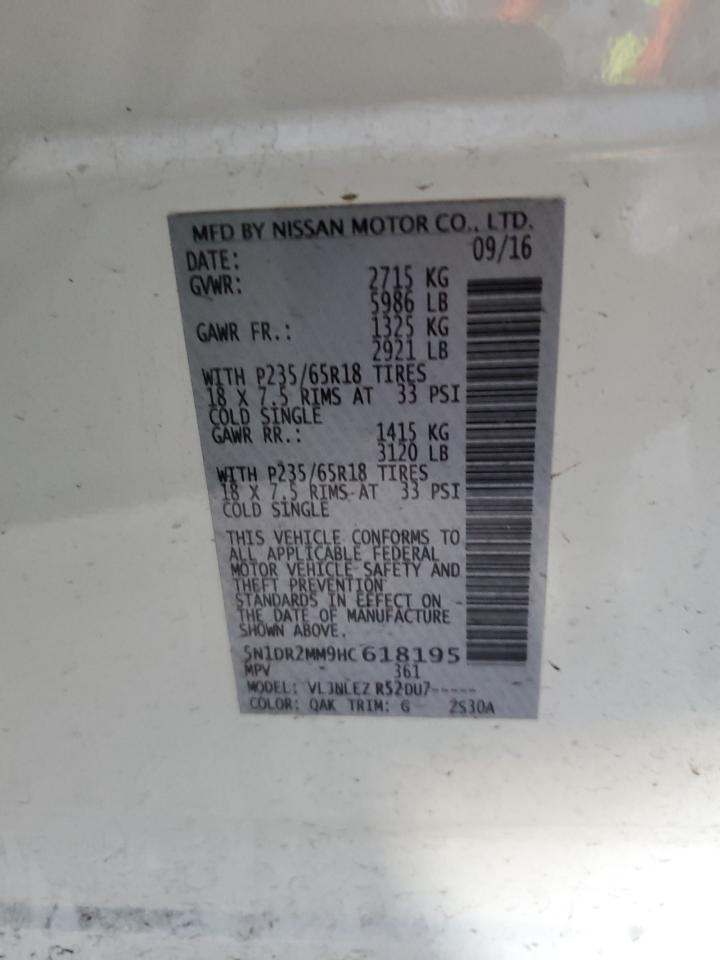 MFD BY NISSAN MOTOR CO., LTD.
DATE: 09/16
GVWR: 2715 KG
5986 LB
GAWR FR.: 1325 KG
2921 LB
WITH P235/65R18 TIRES
18 X 7.5 RIMS AT 33 PSI
COLD SINGLE
GAWR RR.: 1415 KG
3120 LB
WITH P235/65R18 TIRES
18 X 7.5 RIMS AT 33 PSI
COLD SINGLE
THIS VEHICLE CONFORMS TO
ALL APPLICABLE FEDERAL
MOTOR VEHICLE SAFETY AND
THEFT PREVENTION
STANDARDS IN EFFECT ON
THE DATE OF MANUFACTURE
SHOWN ABOVE.
5N1DR2MM9HC618195
MPV 361
MODEL: R52DU7-----
COLOR: QAK TRIM: G 2S30A